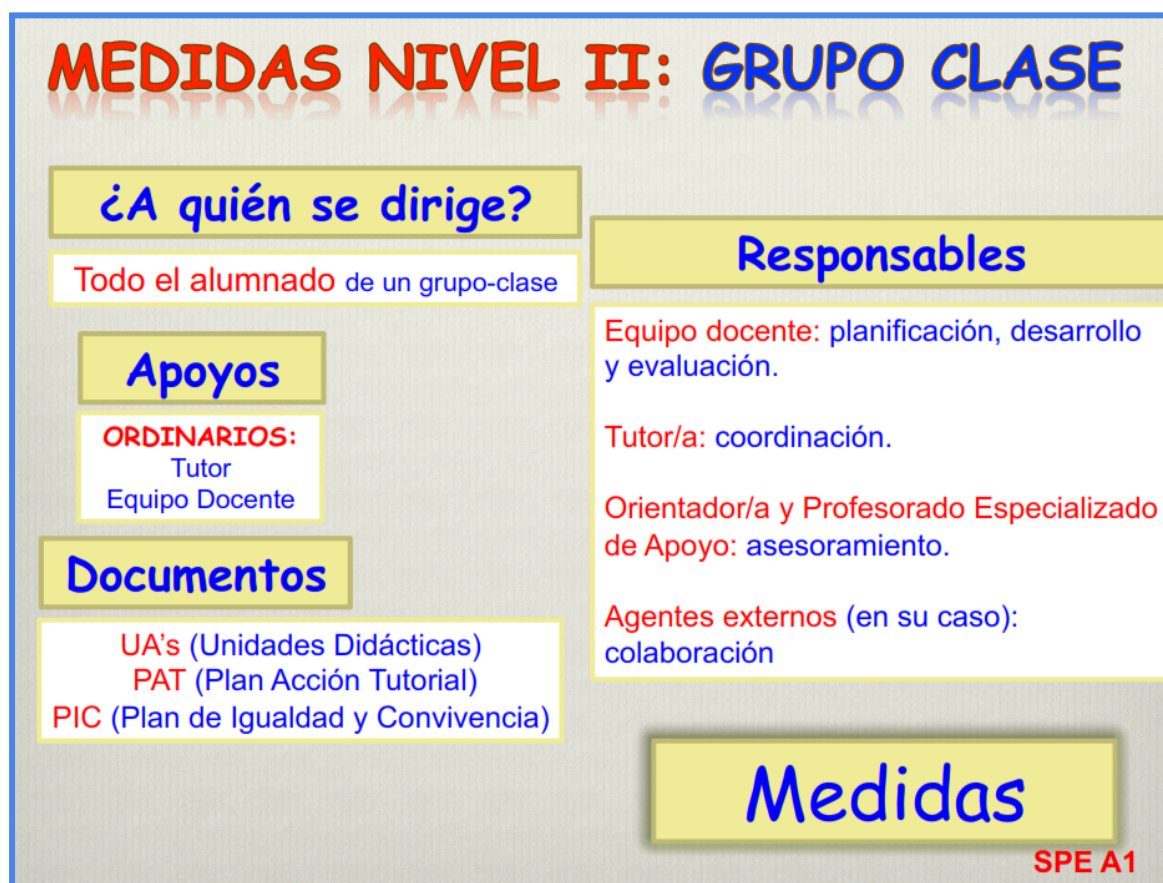 MEDIDAS NIVEL II: GRUPO CLASE
¿A quién se dirige?
Todo el alumnado de un grupo-clase
Apoyos
ORDINARIOS:
Tutor
Equipo Docente
Documentos
UA's (Unidades Didácticas)
PAT (Plan Acción Tutorial)
PIC (Plan de Igualdad y Convivencia)
Responsables
Equipo docente: planificación, desarrollo
y evaluación.
Tutor/a: coordinación.
Orientador/a y Profesorado Especializado
de Apoyo: asesoramiento.
Agentes externos (en su caso):
colaboración
Medidas
SPE A1